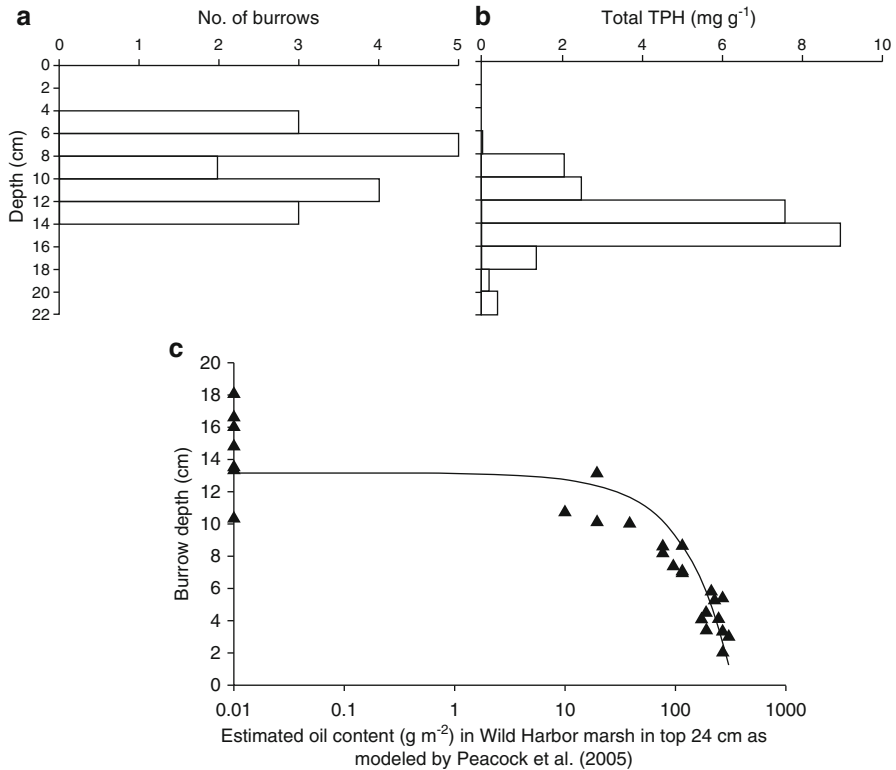 a
No. of burrows
0 1 2 3 4 5
0
2
4
6
8
10
12
14
16
18
20
22
Depth (cm)
b
Total TPH (mg g-1)
0 2 4 6 8 10
c
20
18
16
14
12
10
8
6
4
2
0
Burrow depth (cm)
0.01 0.1 1 10 100 1000
Estimated oil content (g m-2) in Wild Harbor marsh in top 24 cm as
modeled by Peacock et al. (2005)